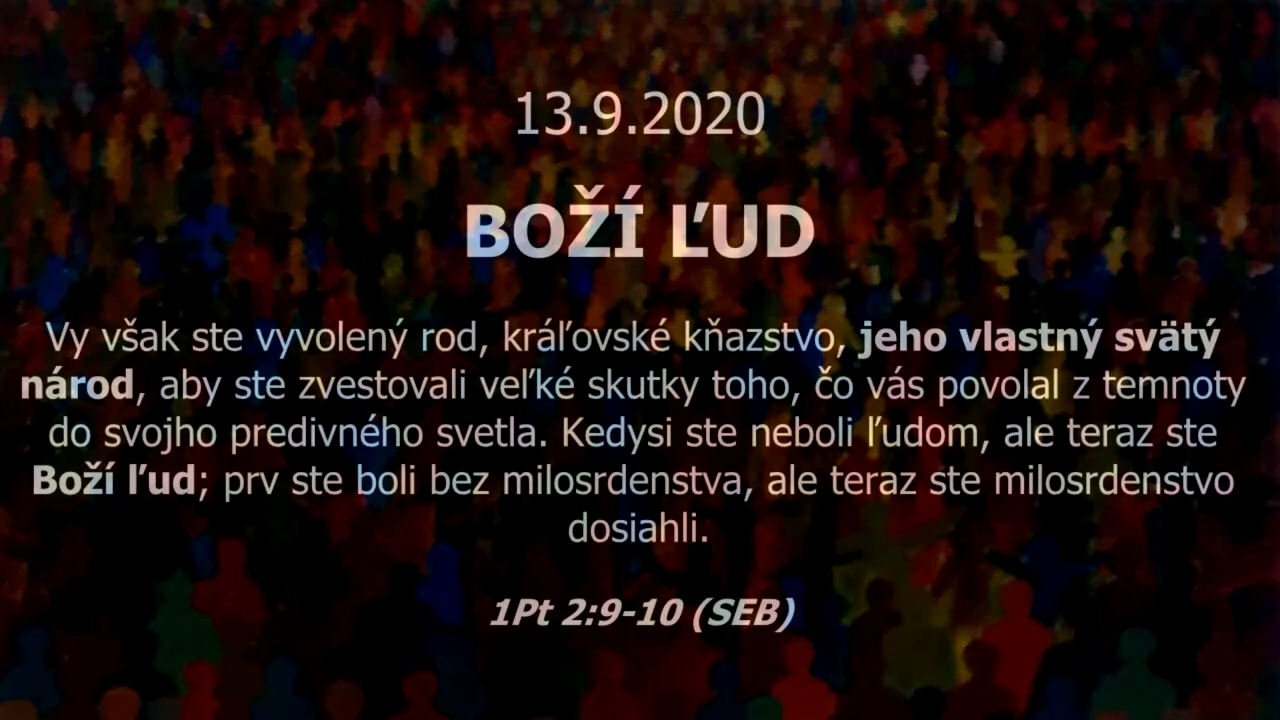 13.9.2020
BOŽÍ ĽUD
Vy však ste vyvolený rod, kráľovské kňazstvo, jeho vlastný svätý
národ, aby ste zvestovali veľké skutky toho, čo vás povolal z temnoty
do svojho predivného svetla. Kedysi ste neboli ľudom, ale teraz ste
Boží ľud; prv ste boli bez milosrdenstva, ale teraz ste milosrdenstvo
dosiahli.
1Pt 2:9-10 (SEB)